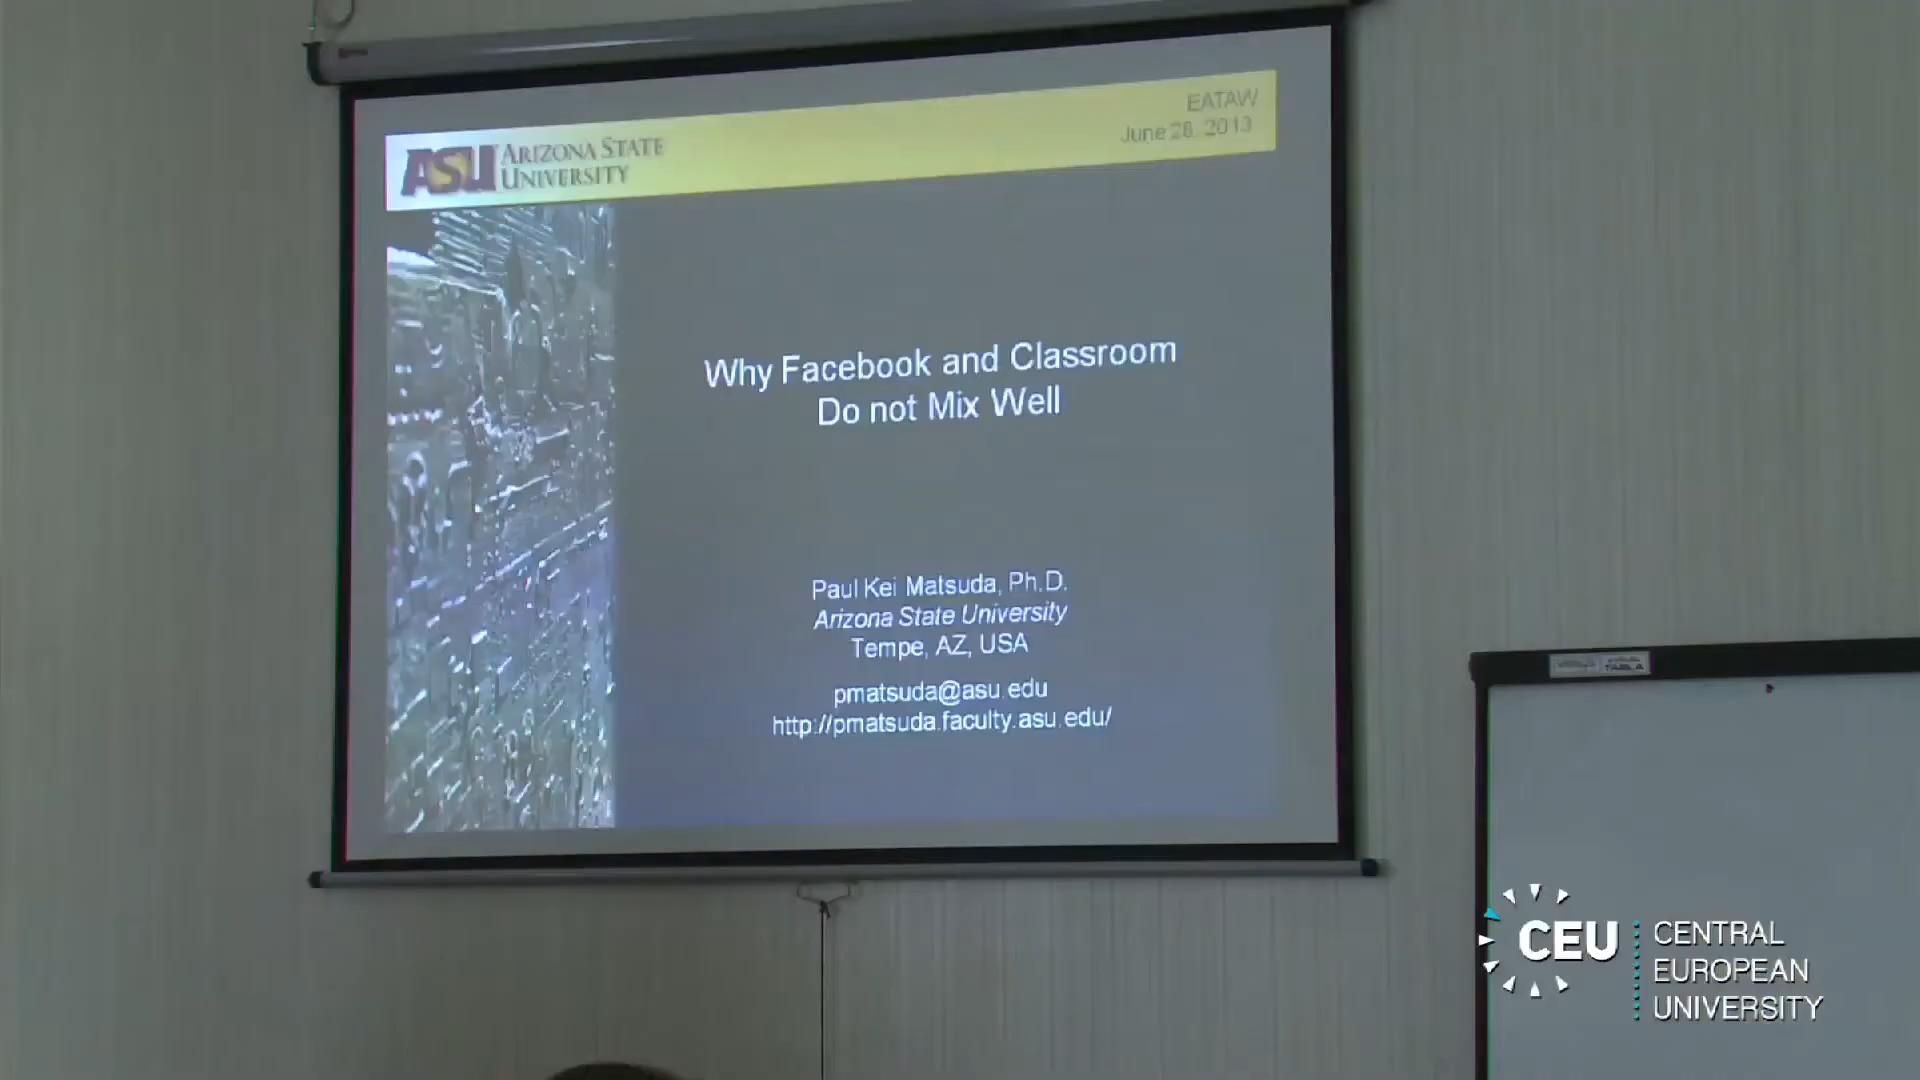 EATAW
June 28, 2013
ASU ARIZONA STATE
UNIVERSITY
Why Facebook and Classroom
Do not Mix Well
Paul Kei Matsuda, Ph.D.
Arizona State University
Tempe, AZ, USA
pmatsuda@asu.edu
http://pmatsuda.faculty.asu.edu/
TABLA
CEU
CENTRAL
EUROPEAN
UNIVERSITY